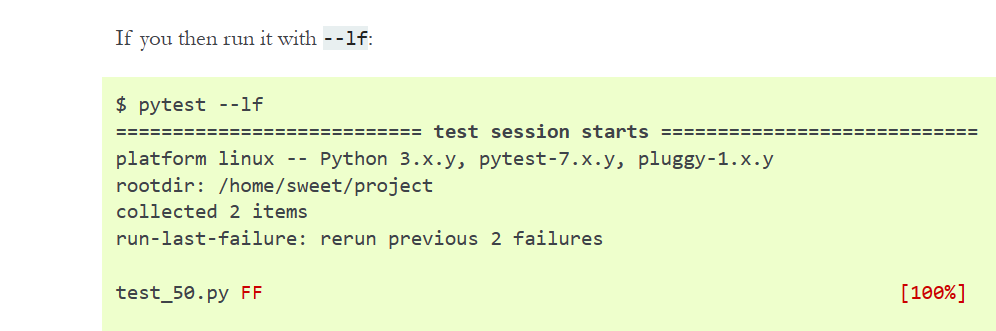 If you then run it with --lf:
$ pytest --lf
=========================== test session starts ============================
platform linux -- Python 3.x.y, pytest-7.x.y, pluggy-1.x.y
rootdir: /home/sweet/project
collected 2 items
run-last-failure: rerun previous 2 failures
test_50.py FF [100%]